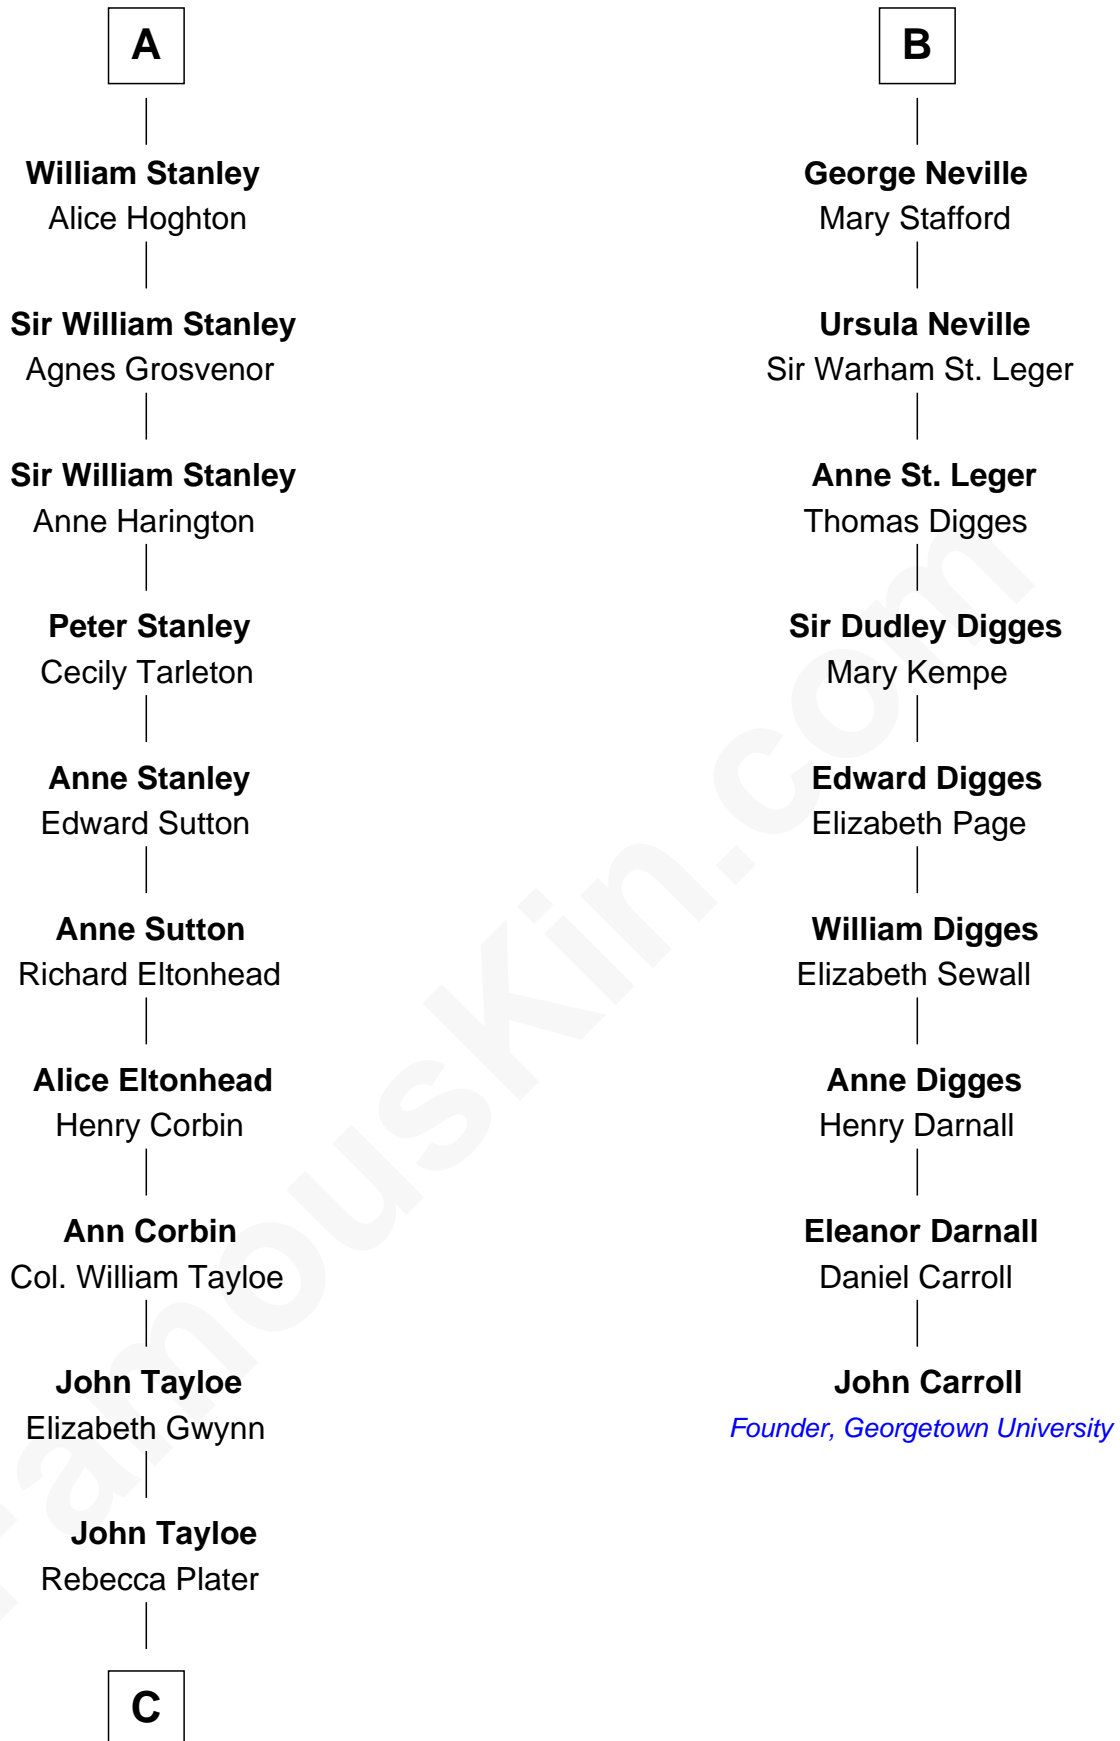 A
William Stanley
Alice Hoghton
Sir William Stanley
Agnes Grosvenor
Sir William Stanley
Anne Harington
Peter Stanley
Cecily Tarleton
Anne Stanley
Edward Sutton
Anne Sutton
Richard Eltonhead
Alice Eltonhead
Henry Corbin
Ann Corbin
Col. William Tayloe
John Tayloe
Elizabeth Gwynn
John Tayloe
Rebecca Plater
C
B
George Neville
Mary Stafford
Ursula Neville
Sir Warham St. Leger
Anne St. Leger
Thomas Digges
Sir Dudley Digges
Mary Kempe
Edward Digges
Elizabeth Page
William Digges
Elizabeth Sewall
Anne Digges
Henry Darnall
Eleanor Darnall
Daniel Carroll
John Carroll
Founder, Georgetown University
FamousKin.com